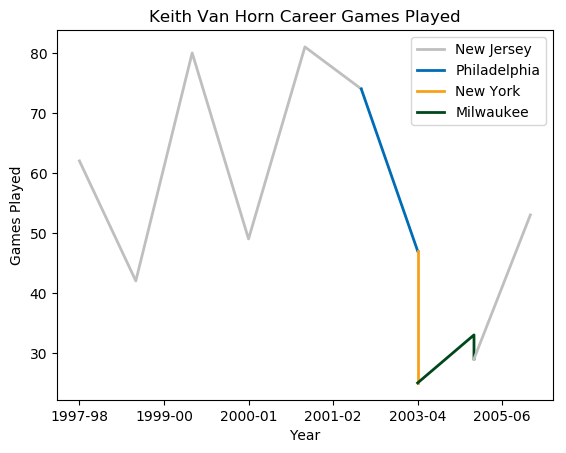 Keith Van Horn Career Games Played
New Jersey
Philadelphia
New York
Milwaukee
80
70
60
50
40
30
Games Played
1997-98 1999-00 2000-01 2001-02 2003-04 2005-06
Year